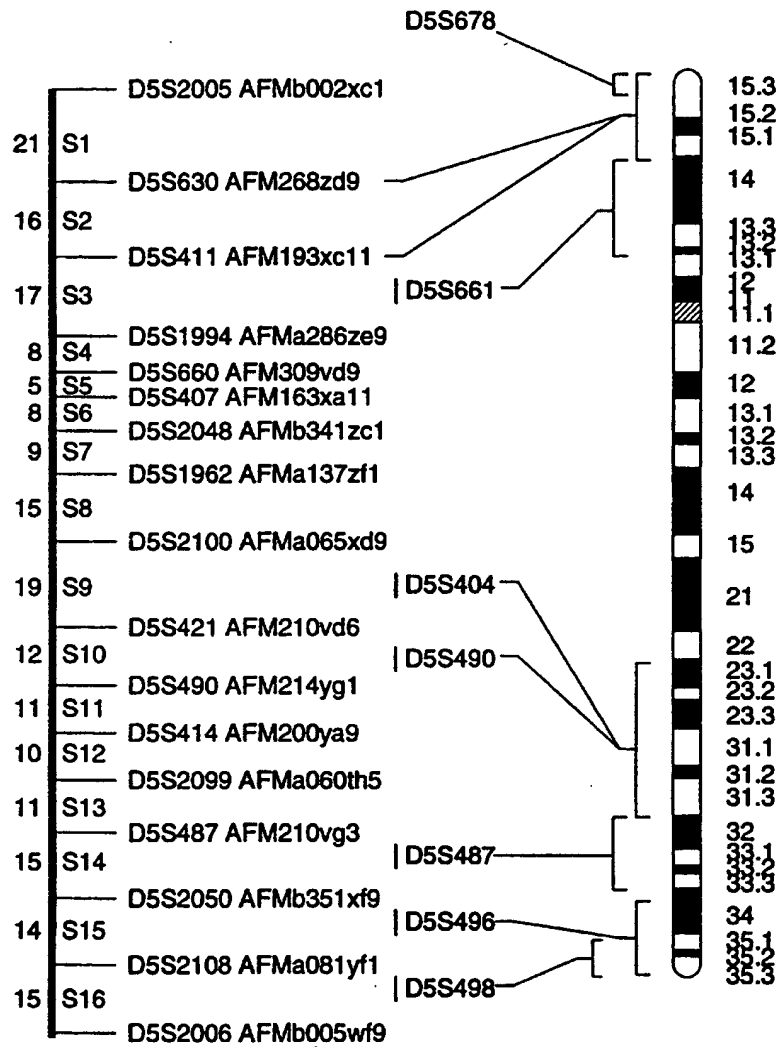 D5S678
D5S2005 AFMb002xc1
21 S1
D5S630 AFM268zd9
16 S2
D5S411 AFM193xc11
17 S3
D5S661
D5S1994 AFMa286ze9
8 S4
D5S660 AFM309vd9
5 S5
D5S407 AFM163xa11
8 S6
D5S2048 AFMb341zc1
9 S7
D5S1962 AFMa137zf1
15 S8
D5S2100 AFMa065xd9
19 S9
D5S404
D5S421 AFM210vd6
12 S10
D5S490
D5S490 AFM214yg1
11 S11
D5S414 AFM200ya9
10 S12
D5S2099 AFMa060th5
11 S13
D5S487 AFM210vg3
15 S14
D5S487
D5S2050 AFMb351xf9
14 S15
D5S496
D5S2108 AFMa081yf1
15 S16
D5S498
D5S2006 AFMb005wf9
15.3
15.2
15.1
14
13.3
13.2
13.1
12
11
11.1
11.2
12
13.1
13.2
13.3
14
15
21
22
23.1
23.2
23.3
31.1
31.2
31.3
32
33.1
33.2
33.3
34
35.1
35.2
35.3